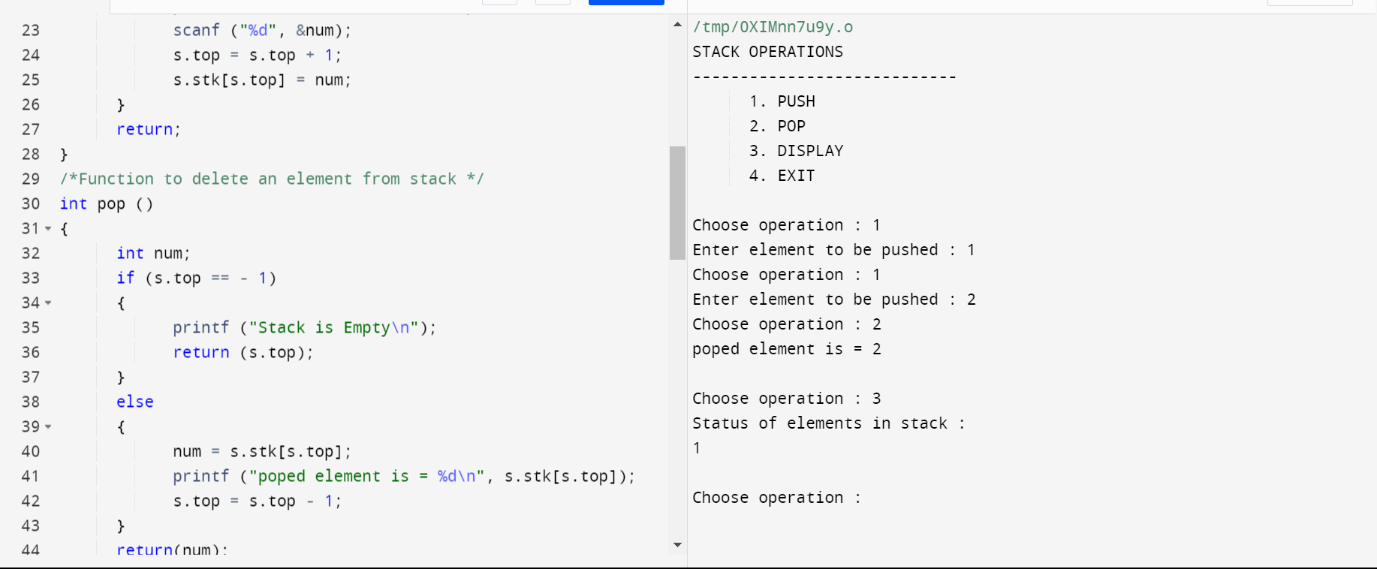 23 scanf ("%d", &num);
24 s.top = s.top + 1;
25 s.stk[s.top] = num;
26 }
27 return;
28 }
29 /*Function to delete an element from stack */
30 int pop ()
31 {
32 int num;
33 if (s.top == - 1)
34 {
35 printf ("Stack is Empty\n");
36 return (s.top);
37 }
38 else
39 {
40 num = s.stk[s.top];
41 printf ("poped element is = %d\n", s.stk[s.top]);
42 s.top = s.top - 1;
43 }
44 return(num);
/tmp/OXIMnn7u9y.o
STACK OPERATIONS
----------------------------
1. PUSH
2. POP
3. DISPLAY
4. EXIT
Choose operation : 1
Enter element to be pushed : 1
Choose operation : 1
Enter element to be pushed : 2
Choose operation : 2
poped element is = 2
Choose operation : 3
Status of elements in stack :
1
Choose operation :